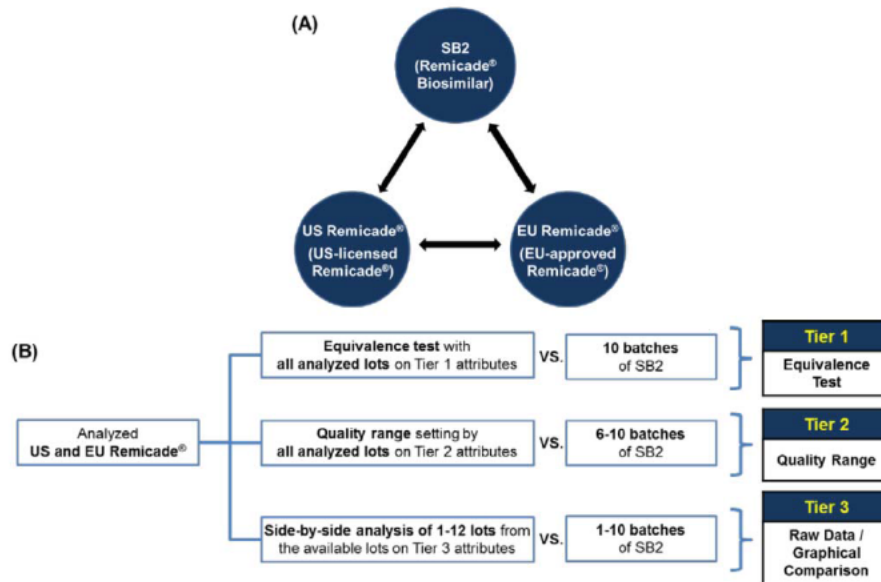 (A)
SB2
(Remicade®
Biosimilar)
US Remicade®
(US-licensed
Remicade®)
EU Remicade®
(EU-approved
Remicade®)
(B)
Analyzed
US and EU Remicade®
Equivalence test with
all analyzed lots on Tier 1 attributes
VS.
10 batches
of SB2
Tier 1
Equivalence
Test
Quality range setting by
all analyzed lots on Tier 2 attributes
VS.
6-10 batches
of SB2
Tier 2
Quality Range
Side-by-side analysis of 1-12 lots from
the available lots on Tier 3 attributes
VS.
1-10 batches
of SB2
Tier 3
Raw Data /
Graphical
Comparison